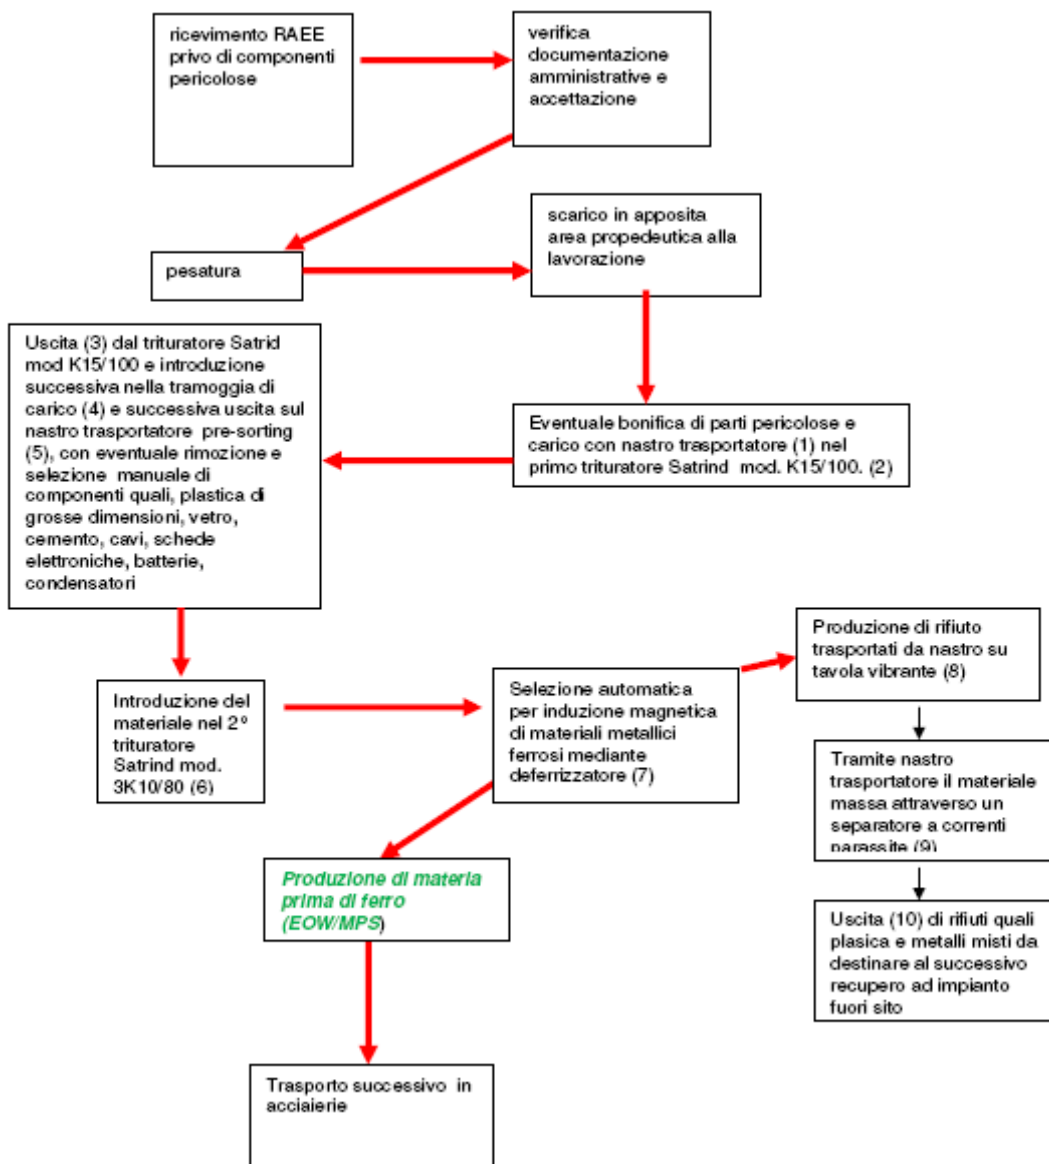 ricevimento RAEE
privo di componenti
pericolose
verifica
documentazione
amministrative e
accettazione
pesatura
scarico in apposita
area propedeutica alla
lavorazione
Eventuale bonifica di parti pericolose e
carico con nastro trasportatore (1) nel
primo trituratore Satrind mod. K15/100. (2)
Uscita (3) dal trituratore Satrid
mod K15/100 e introduzione
successiva nella tramoggia di
carico (4) e successiva uscita sul
nastro trasportatore pre-sorting
(5), con eventuale rimozione e
selezione manuale di
componenti quali, plastica di
grosse dimensioni, vetro,
cemento, cavi, schede
elettroniche, batterie,
condensatori
Introduzione del
materiale nel 2°
trituratore
Satrind mod.
3K10/80 (6)
Selezione automatica
per induzione magnetica
di materiali metallici
ferrosi mediante
deferrizzatore (7)
Produzione di rifiuto
trasportati da nastro su
tavola vibrante (8)
Tramite nastro
trasportatore il materiale
massa attraverso un
separatore a correnti
parassite (9)
Uscita (10) di rifiuti quali
plasica e metalli misti da
destinare al successivo
recupero ad impianto
fuori sito
Produzione di materia
prima di ferro
(EOW/MPS)
Trasporto successivo in
acciaierie